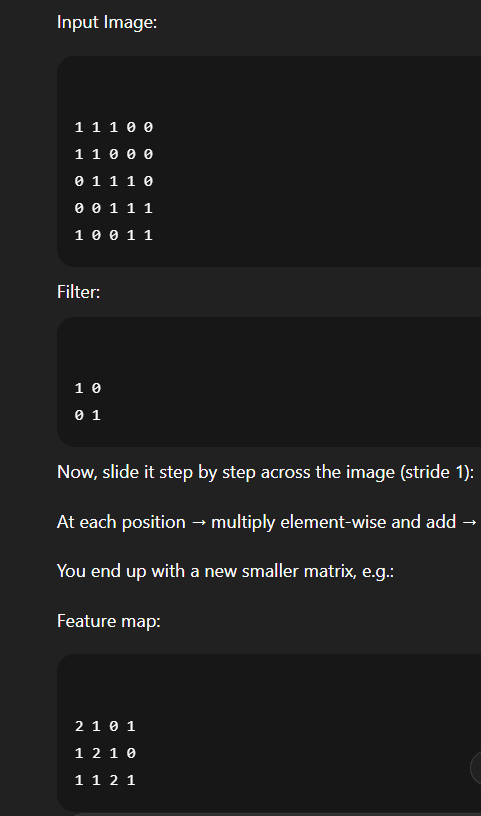 Input Image:
1 1 1 0 0
1 1 0 0 0
0 1 1 1 0
0 0 1 1 1
1 0 0 1 1
Filter:
1 0
0 1
Now, slide it step by step across the image (stride 1):
At each position → multiply element-wise and add →
You end up with a new smaller matrix, e.g.:
Feature map:
2 1 0 1
1 2 1 0
1 1 2 1